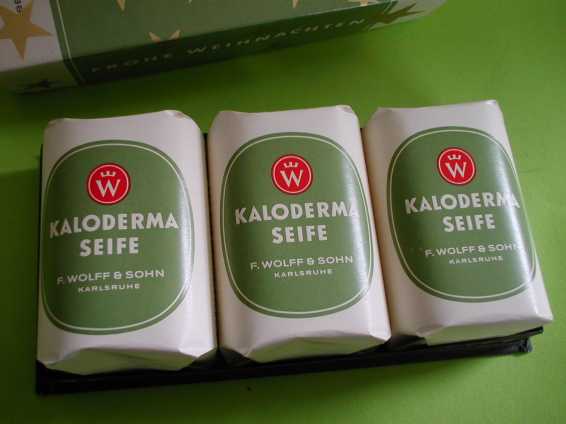 FROHE WEIHNACHTEN
W
KALODERMA
SEIFE
F. WOLFF & SOHN
KARLSRUHE
W
KALODERMA
SEIFE
F. WOLFF & SOHN
KARLSRUHE
W
KALODERMA
SEIFE
F. WOLFF & SOHN
KARLSRUHE